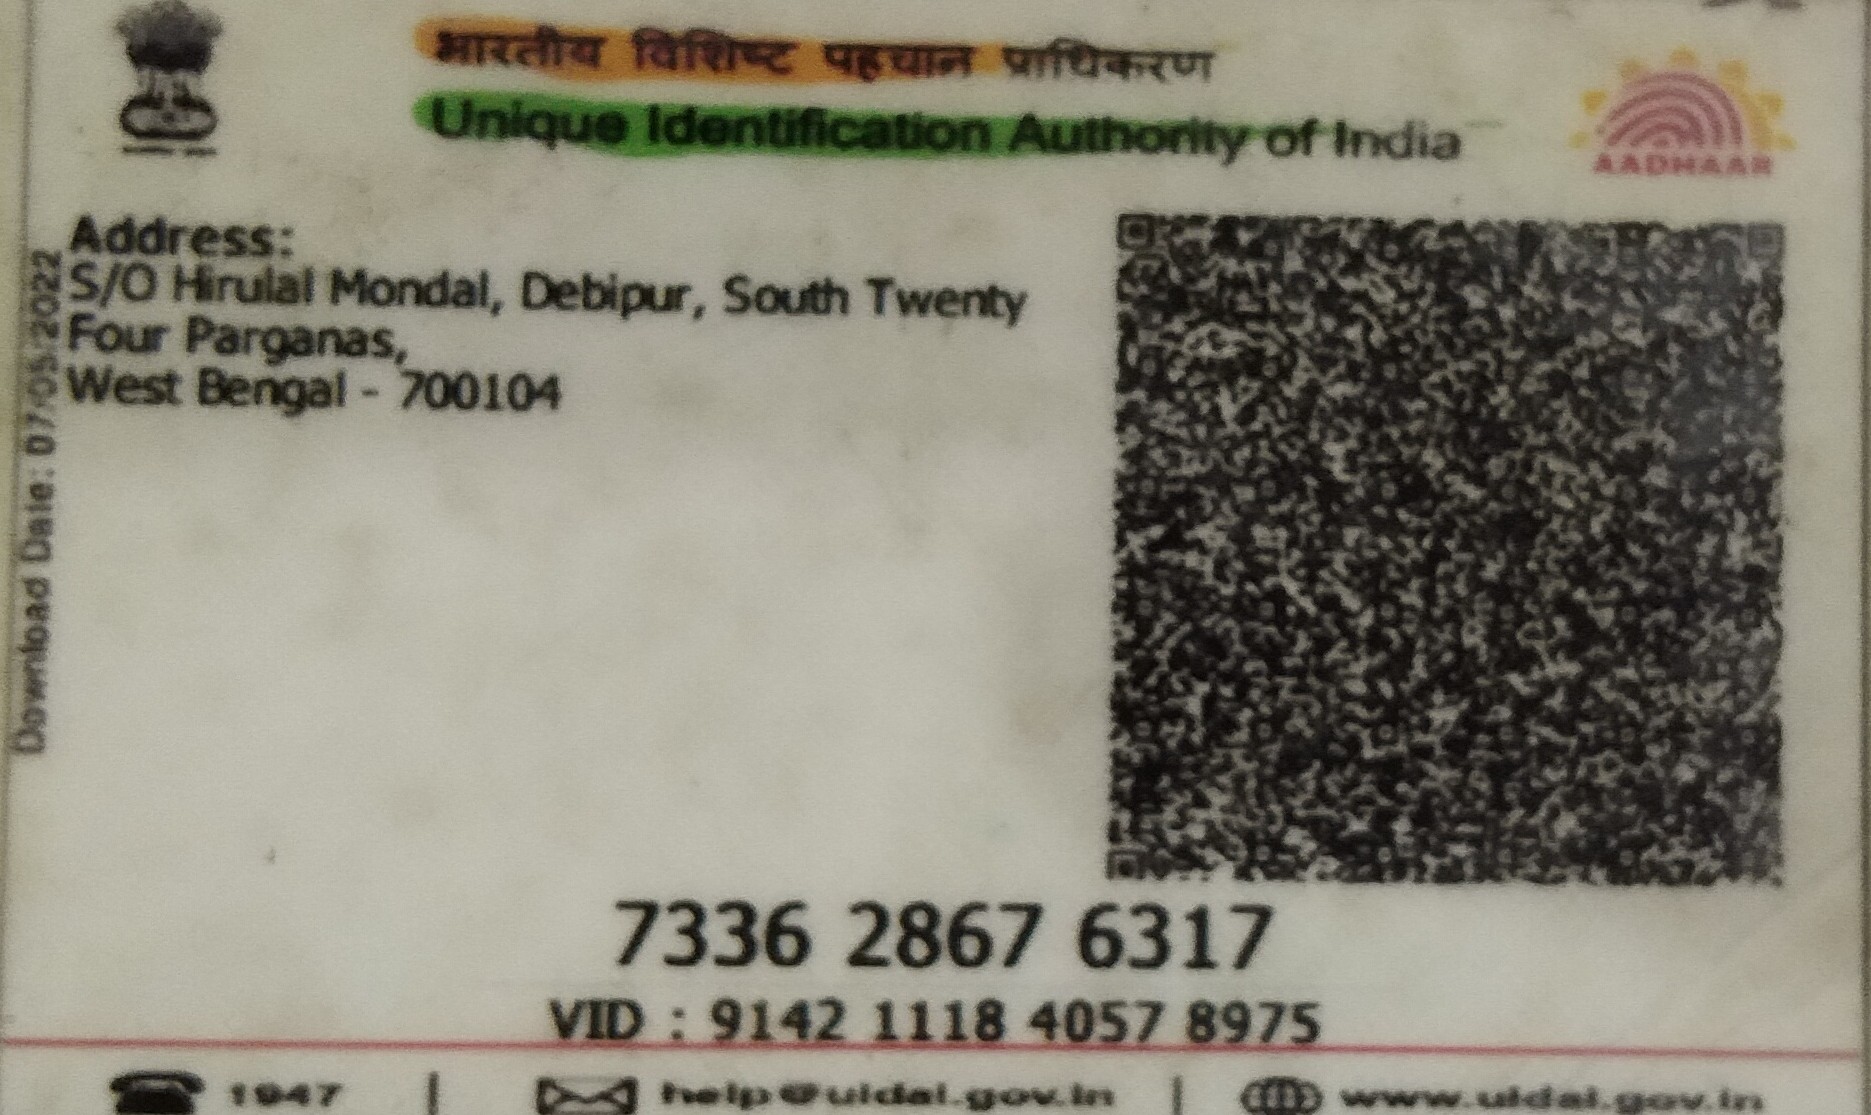 भारतीय विशिष्ट पहचान प्राधिकरण
Unique Identification Authority of India
AADHAAR
Download Date: 07/05/2022
Address:
S/O Hirulal Mondal, Debipur, South Twenty
Four Parganas,
West Bengal - 700104
7336 2867 6317
VID : 9142 1118 4057 8975
1947 | help@uidai.gov.in | www.uidai.gov.in